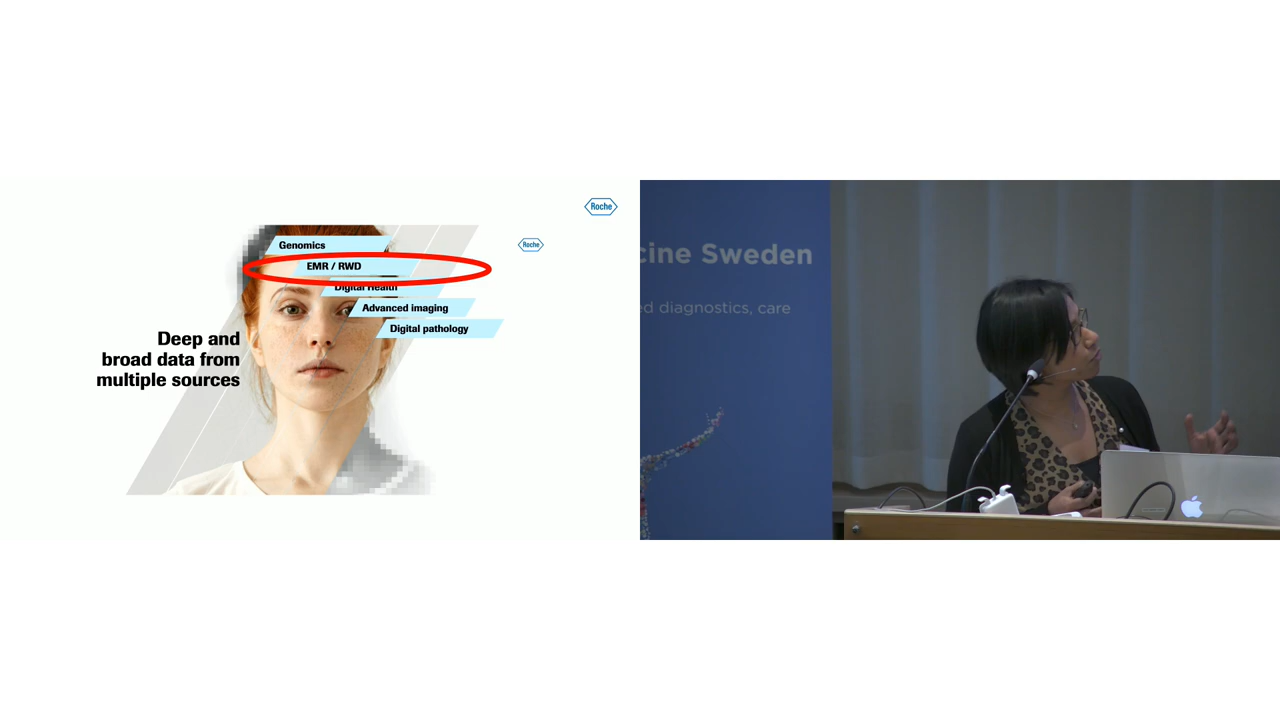 Roche
Roche
Genomics
EMR / RWD
Digital Health
Advanced imaging
Digital pathology
Deep and
broad data from
multiple sources
cine Sweden
ed diagnostics, care